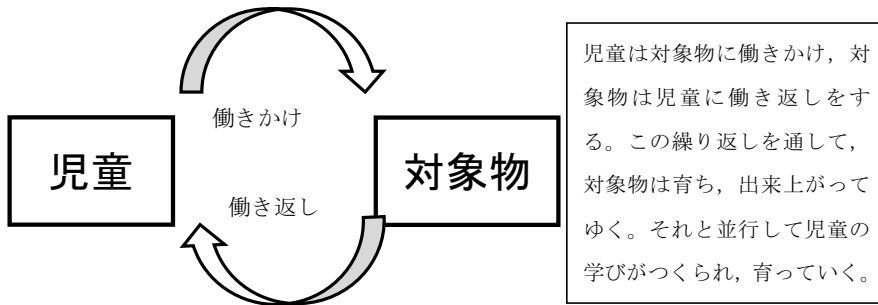 働きかけ
児童
対象物
働き返し
児童は対象物に働きかけ，対
象物は児童に働き返しをす
る。この繰り返しを通して，
対象物は育ち，出来上がって
ゆく。それと並行して児童の
学びがつくられ，育っていく。